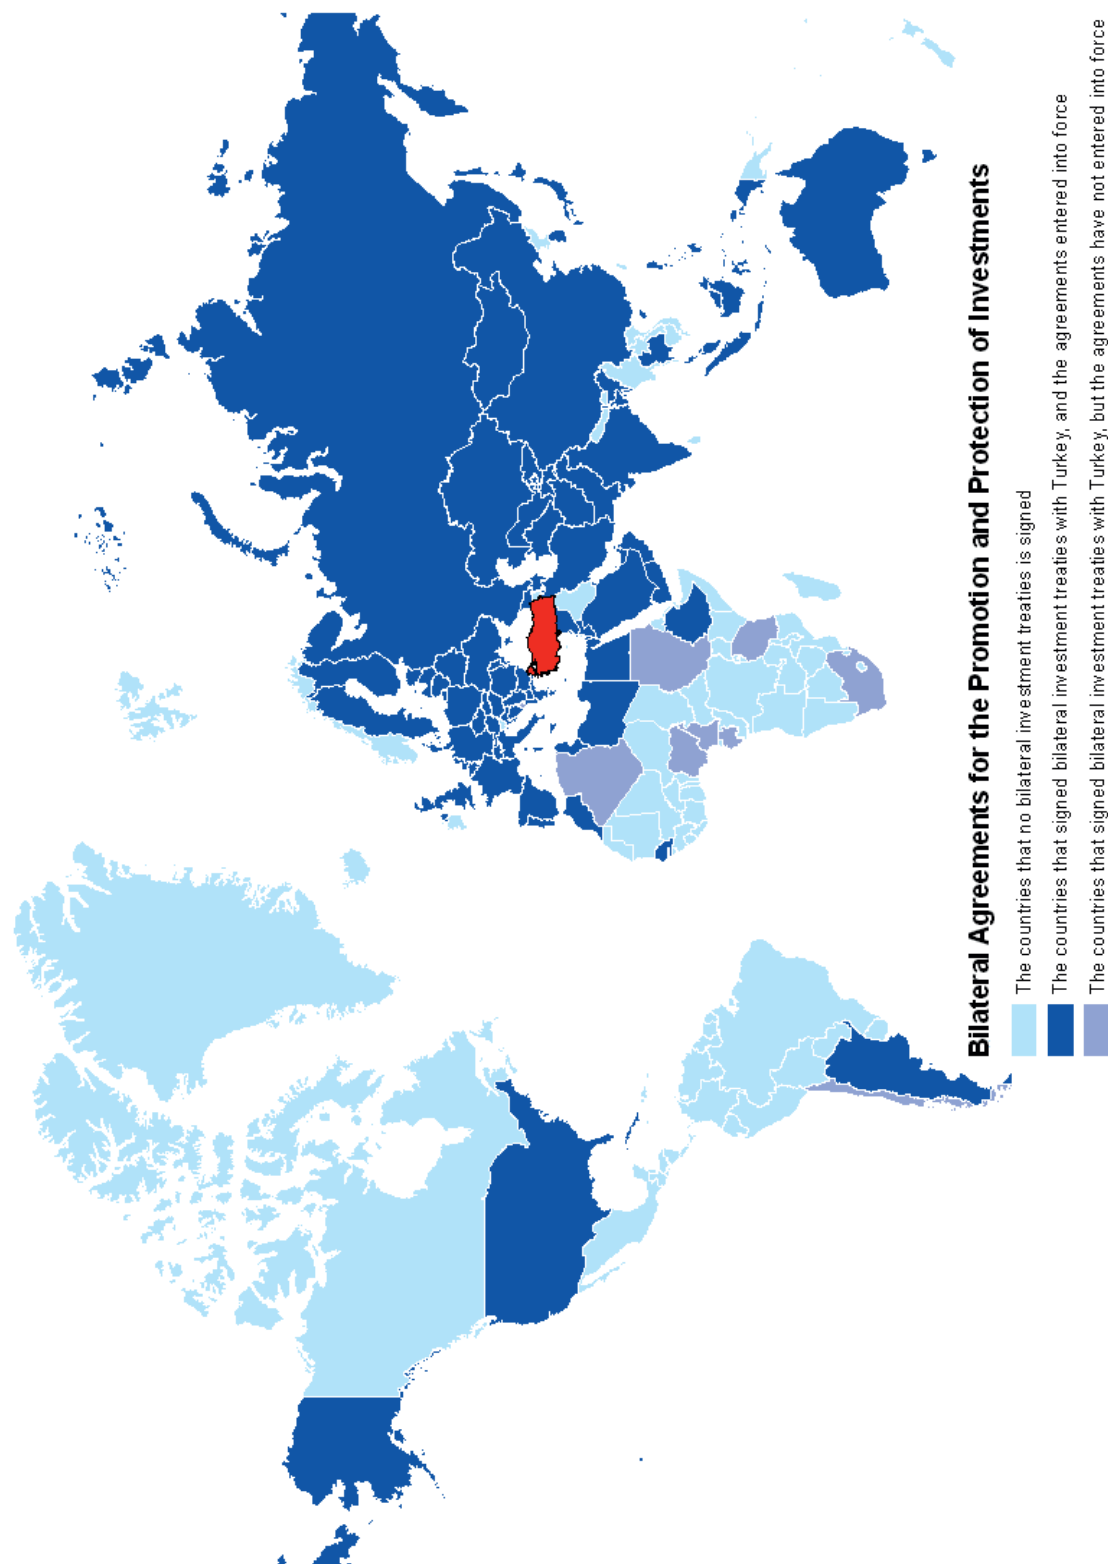 Bilateral Agreements for the Promotion and Protection of Investments
The countries that no bilateral investment treaties is signed
The countries that signed bilateral investment treaties with Turkey, and the agreements entered into force
The countries that signed bilateral investment treaties with Turkey, but the agreements have not entered into force